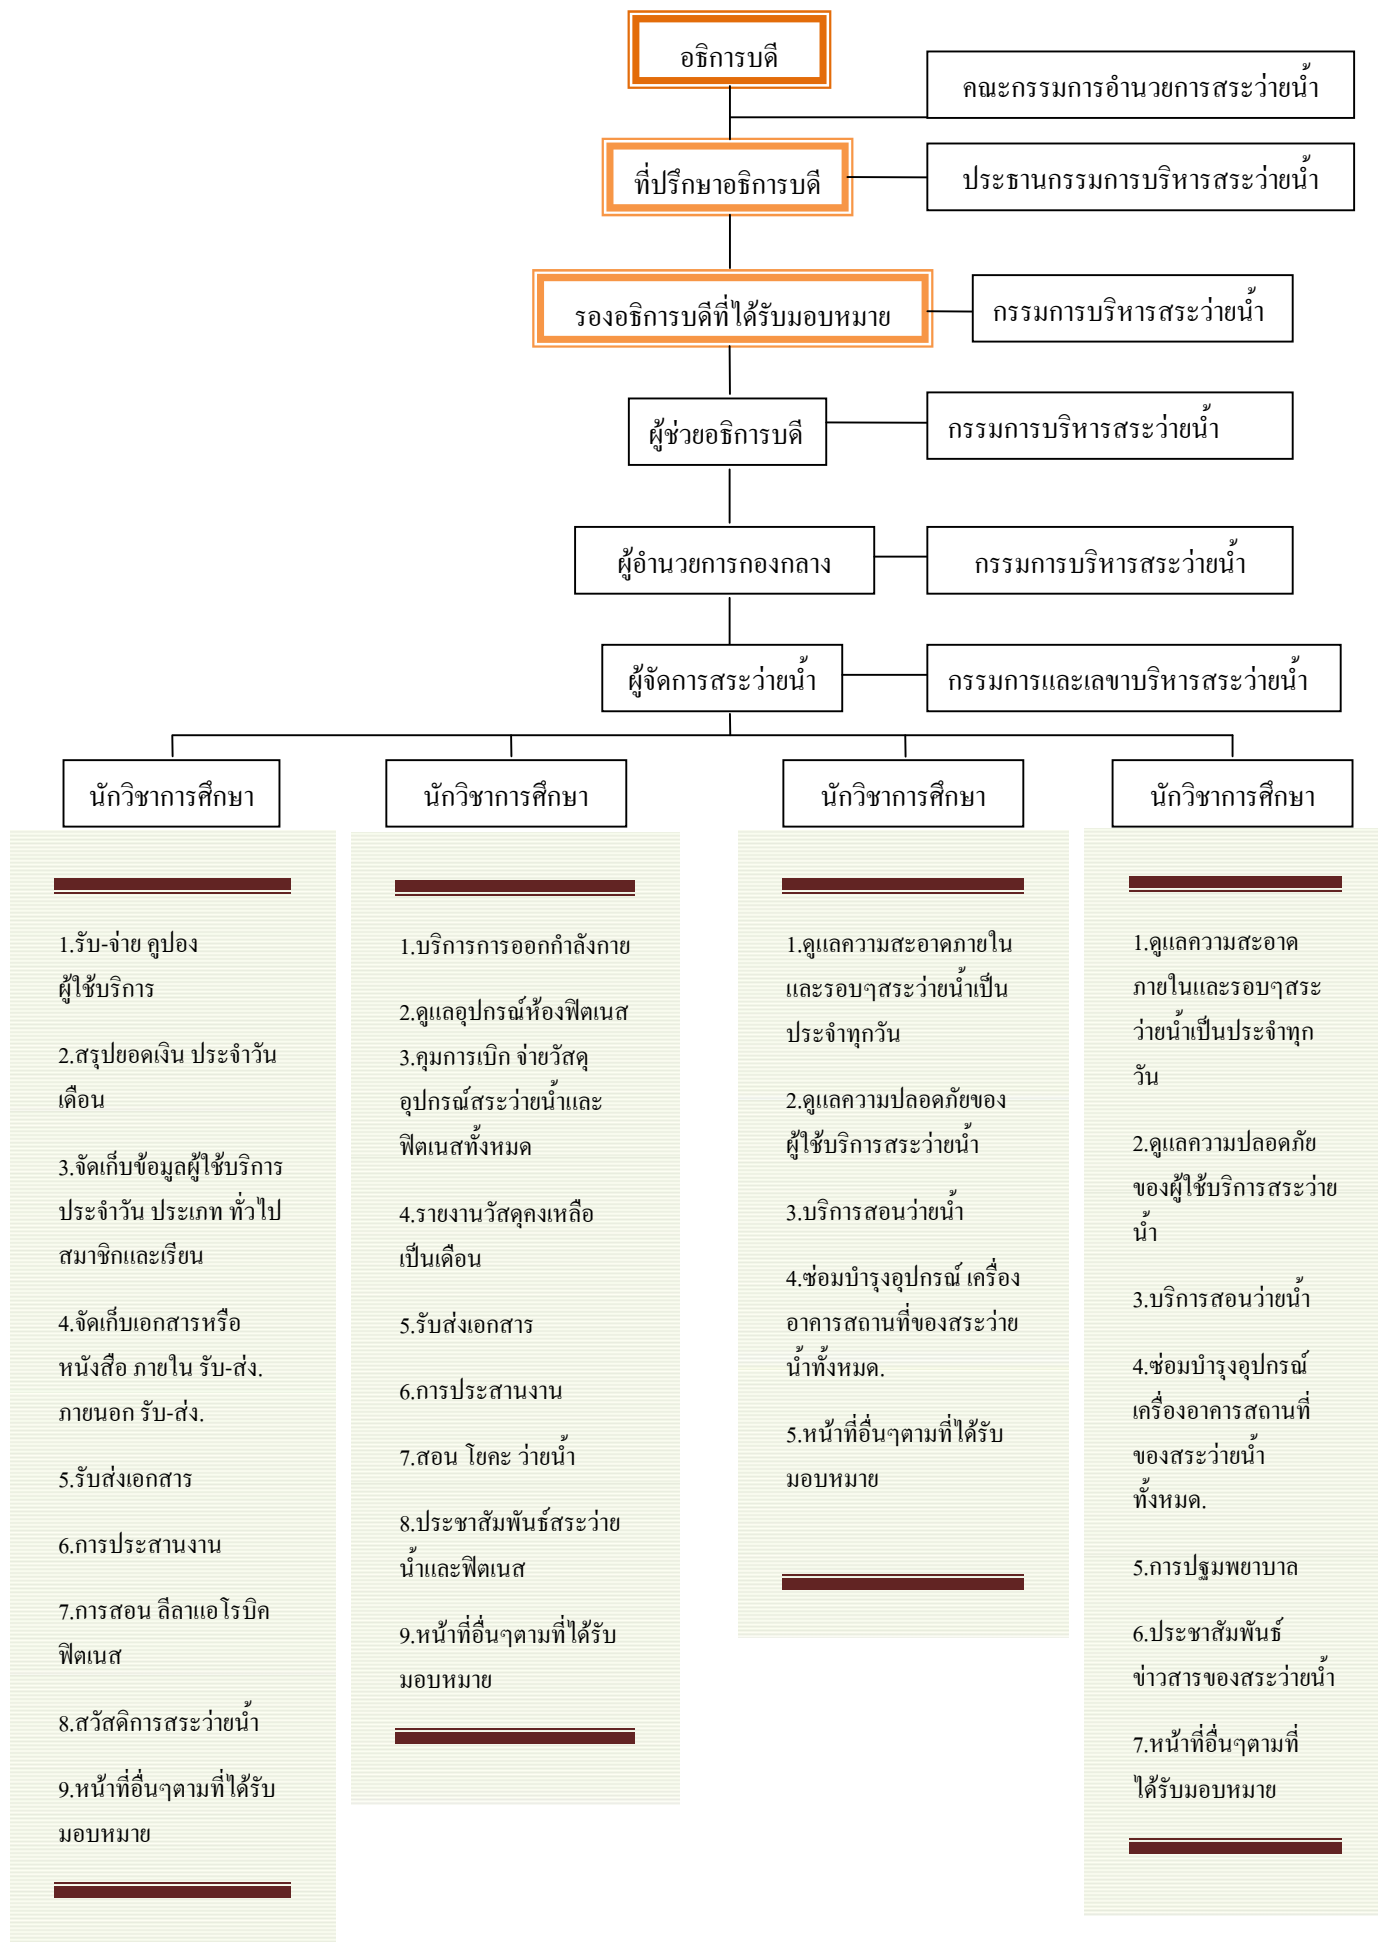 อธิการบดี
คณะกรรมการอำนวยการสระว่ายน้ำ
ที่ปรึกษาอธิการบดี
ประธานกรรมการบริหารสระว่ายน้ำ
รองอธิการบดีที่ได้รับมอบหมาย
กรรมการบริหารสระว่ายน้ำ
ผู้ช่วยอธิการบดี
กรรมการบริหารสระว่ายน้ำ
ผู้อำนวยการกองกลาง
กรรมการบริหารสระว่ายน้ำ
ผู้จัดการสระว่ายน้ำ
กรรมการและเลขาบริหารสระว่ายน้ำ
นักวิชาการศึกษา
1.รับ-จ่าย คูปอง
ผู้ใช้บริการ
2.สรุปยอดเงิน ประจำวัน
เดือน
3.จัดเก็บข้อมูลผู้ใช้บริการ
ประจำวัน ประเภท ทั่วไป
สมาชิกและเรียน
4.จัดเก็บเอกสารหรือ
หนังสือ ภายใน รับ-ส่ง.
ภายนอก รับ-ส่ง.
5.รับส่งเอกสาร
6.การประสานงาน
7.การสอน ลีลาแอโรบิค
ฟิตเนส
8.สวัสดิการสระว่ายน้ำ
9.หน้าที่อื่นๆตามที่ได้รับ
มอบหมาย
นักวิชาการศึกษา
1.บริการการออกกำลังกาย
2.ดูแลอุปกรณ์ห้องฟิตเนส
3.คุมการเบิก จ่ายวัสดุ
อุปกรณ์สระว่ายน้ำและ
ฟิตเนสทั้งหมด
4.รายงานวัสดุคงเหลือ
เป็นเดือน
5.รับส่งเอกสาร
6.การประสานงาน
7.สอน โยคะ ว่ายน้ำ
8.ประชาสัมพันธ์สระว่าย
น้ำและฟิตเนส
9.หน้าที่อื่นๆตามที่ได้รับ
มอบหมาย
นักวิชาการศึกษา
1.ดูแลความสะอาดภายใน
และรอบๆสระว่ายน้ำเป็น
ประจำทุกวัน
2.ดูแลความปลอดภัยของ
ผู้ใช้บริการสระว่ายน้ำ
3.บริการสอนว่ายน้ำ
4.ซ่อมบำรุงอุปกรณ์ เครื่อง
อาคารสถานที่ของสระว่าย
น้ำทั้งหมด.
5.หน้าที่อื่นๆตามที่ได้รับ
มอบหมาย
นักวิชาการศึกษา
1.ดูแลความสะอาด
ภายในและรอบๆสระ
ว่ายน้ำเป็นประจำทุก
วัน
2.ดูแลความปลอดภัย
ของผู้ใช้บริการสระว่าย
น้ำ
3.บริการสอนว่ายน้ำ
4.ซ่อมบำรุงอุปกรณ์
เครื่องอาคารสถานที่
ของสระว่ายน้ำ
ทั้งหมด.
5.การปฐมพยาบาล
6.ประชาสัมพันธ์
ข่าวสารของสระว่ายน้ำ
7.หน้าที่อื่นๆตามที่
ได้รับมอบหมาย